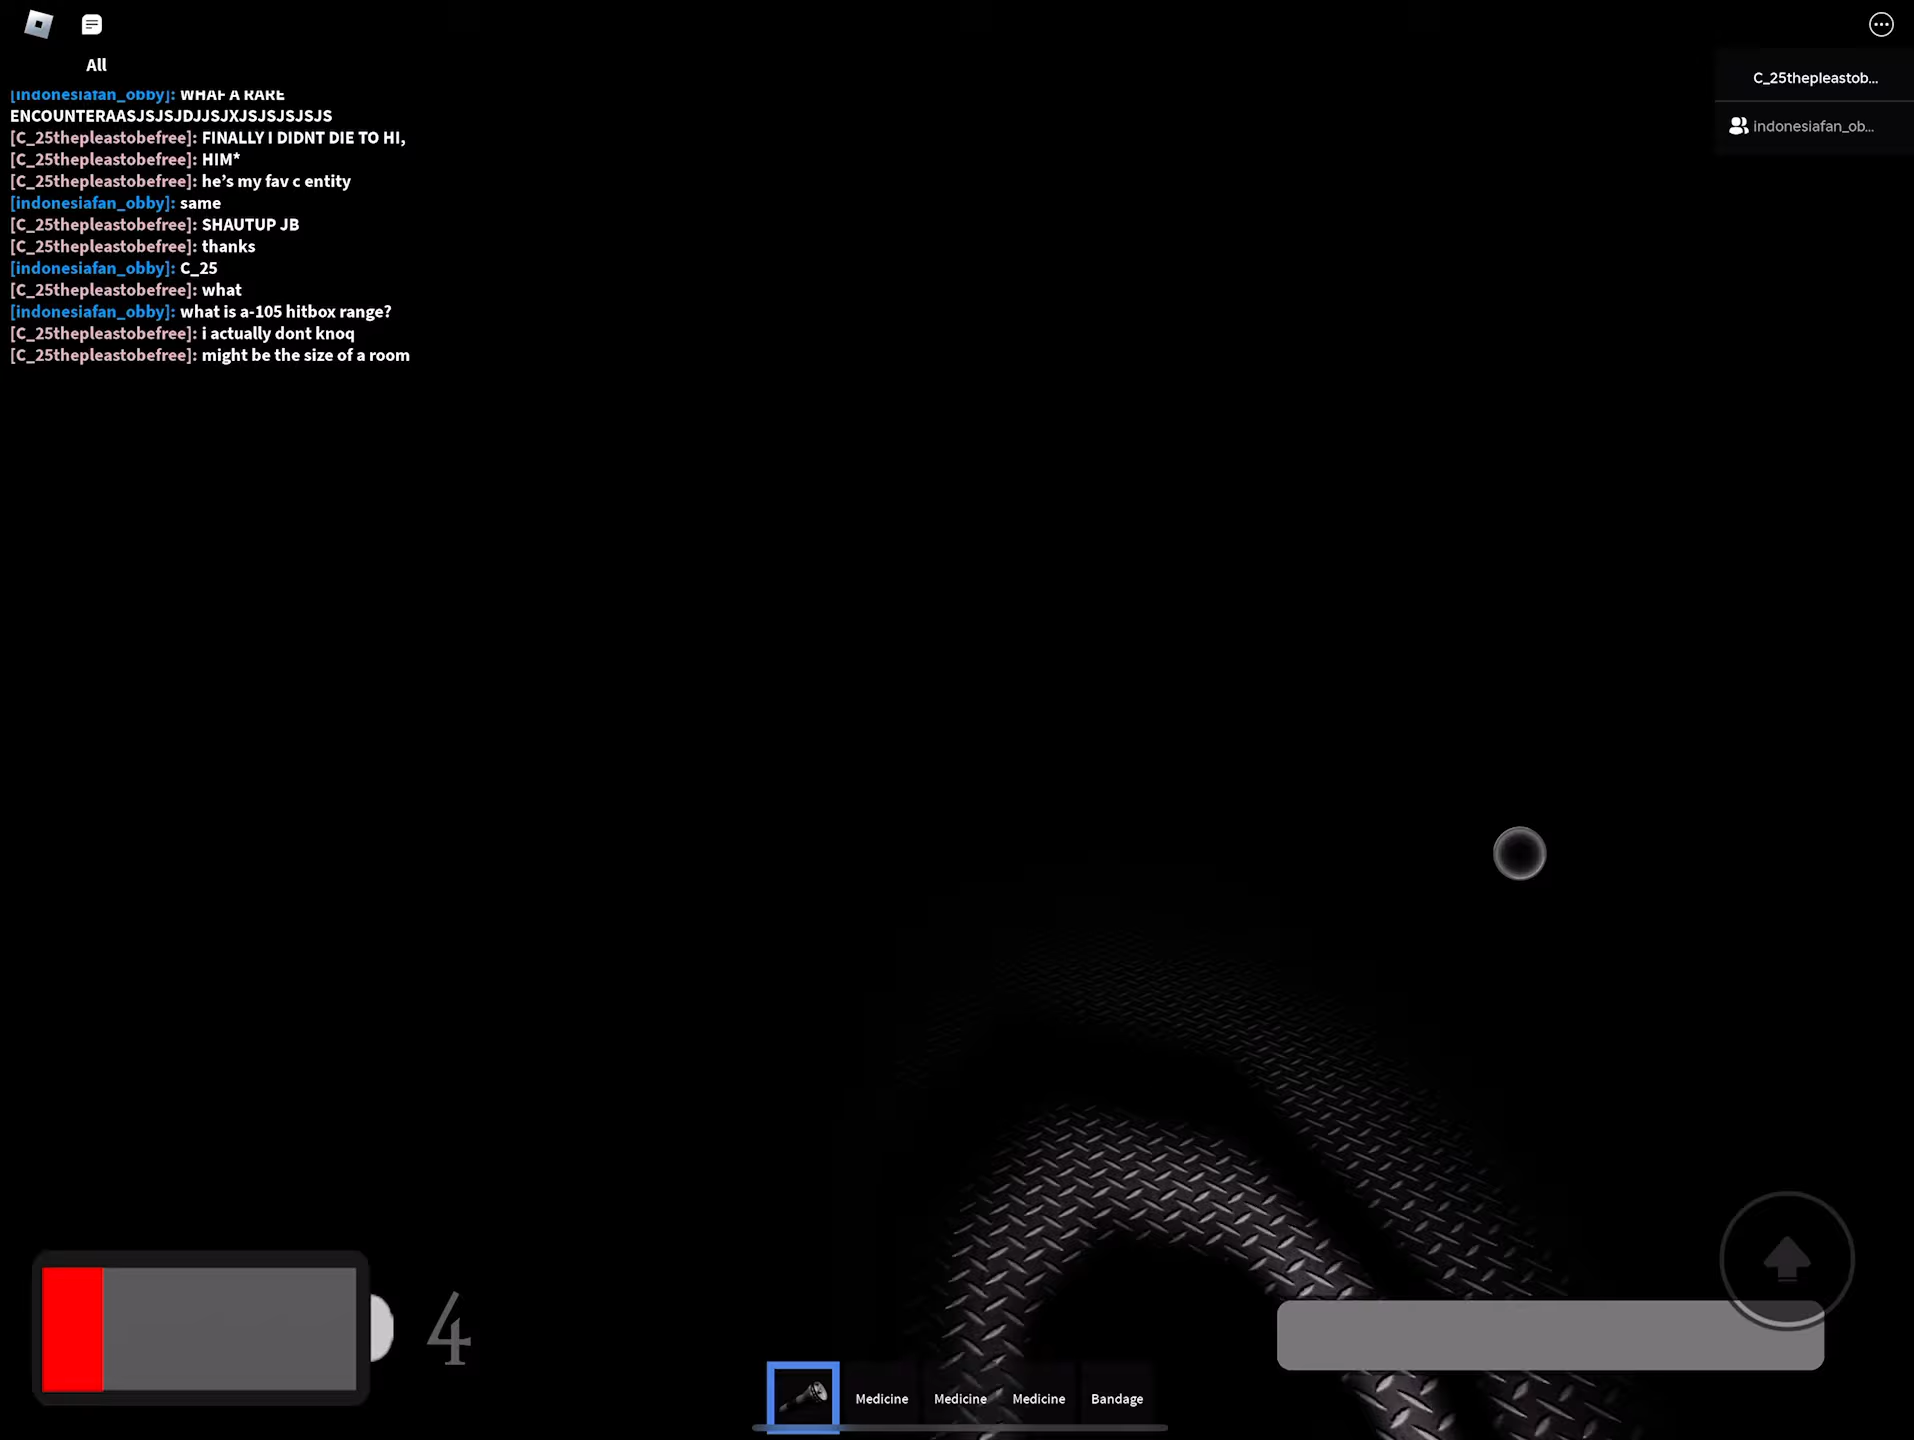 All
[indonesiafan_obby]: WHAF A RARE
ENCOUNTERAASJSJSJDJJSJXJSJSJSJSJS
[C_25thepleastobefree]: FINALLY I DIDNT DIE TO HI,
[C_25thepleastobefree]: HIM*
[C_25thepleastobefree]: he's my fav c entity
[indonesiafan_obby]: same
[C_25thepleastobefree]: SHAUTUP JB
[C_25thepleastobefree]: thanks
[indonesiafan_obby]: C_25
[C_25thepleastobefree]: what
[indonesiafan_obby]: what is a-105 hitbox range?
[C_25thepleastobefree]: i actually dont knoq
[C_25thepleastobefree]: might be the size of a room
C_25thepleastob...
indonesiafan_ob...
4
Medicine Medicine Medicine Bandage